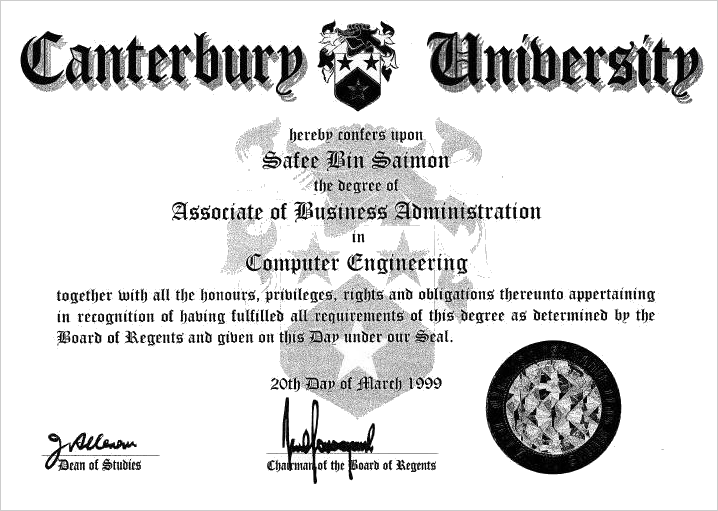 Canterbury University
hereby confers upon
Safee Bin Saimon
the degree of
Associate of Business Administration
in
Computer Engineering
together with all the honours, privileges, rights and obligations thereunto appertaining
in recognition of having fulfilled all requirements of this degree as determined by the
Board of Regents and given on this Day under our Seal.
20th Day of March 1999
Dean of Studies
Chairman of the Board of Regents